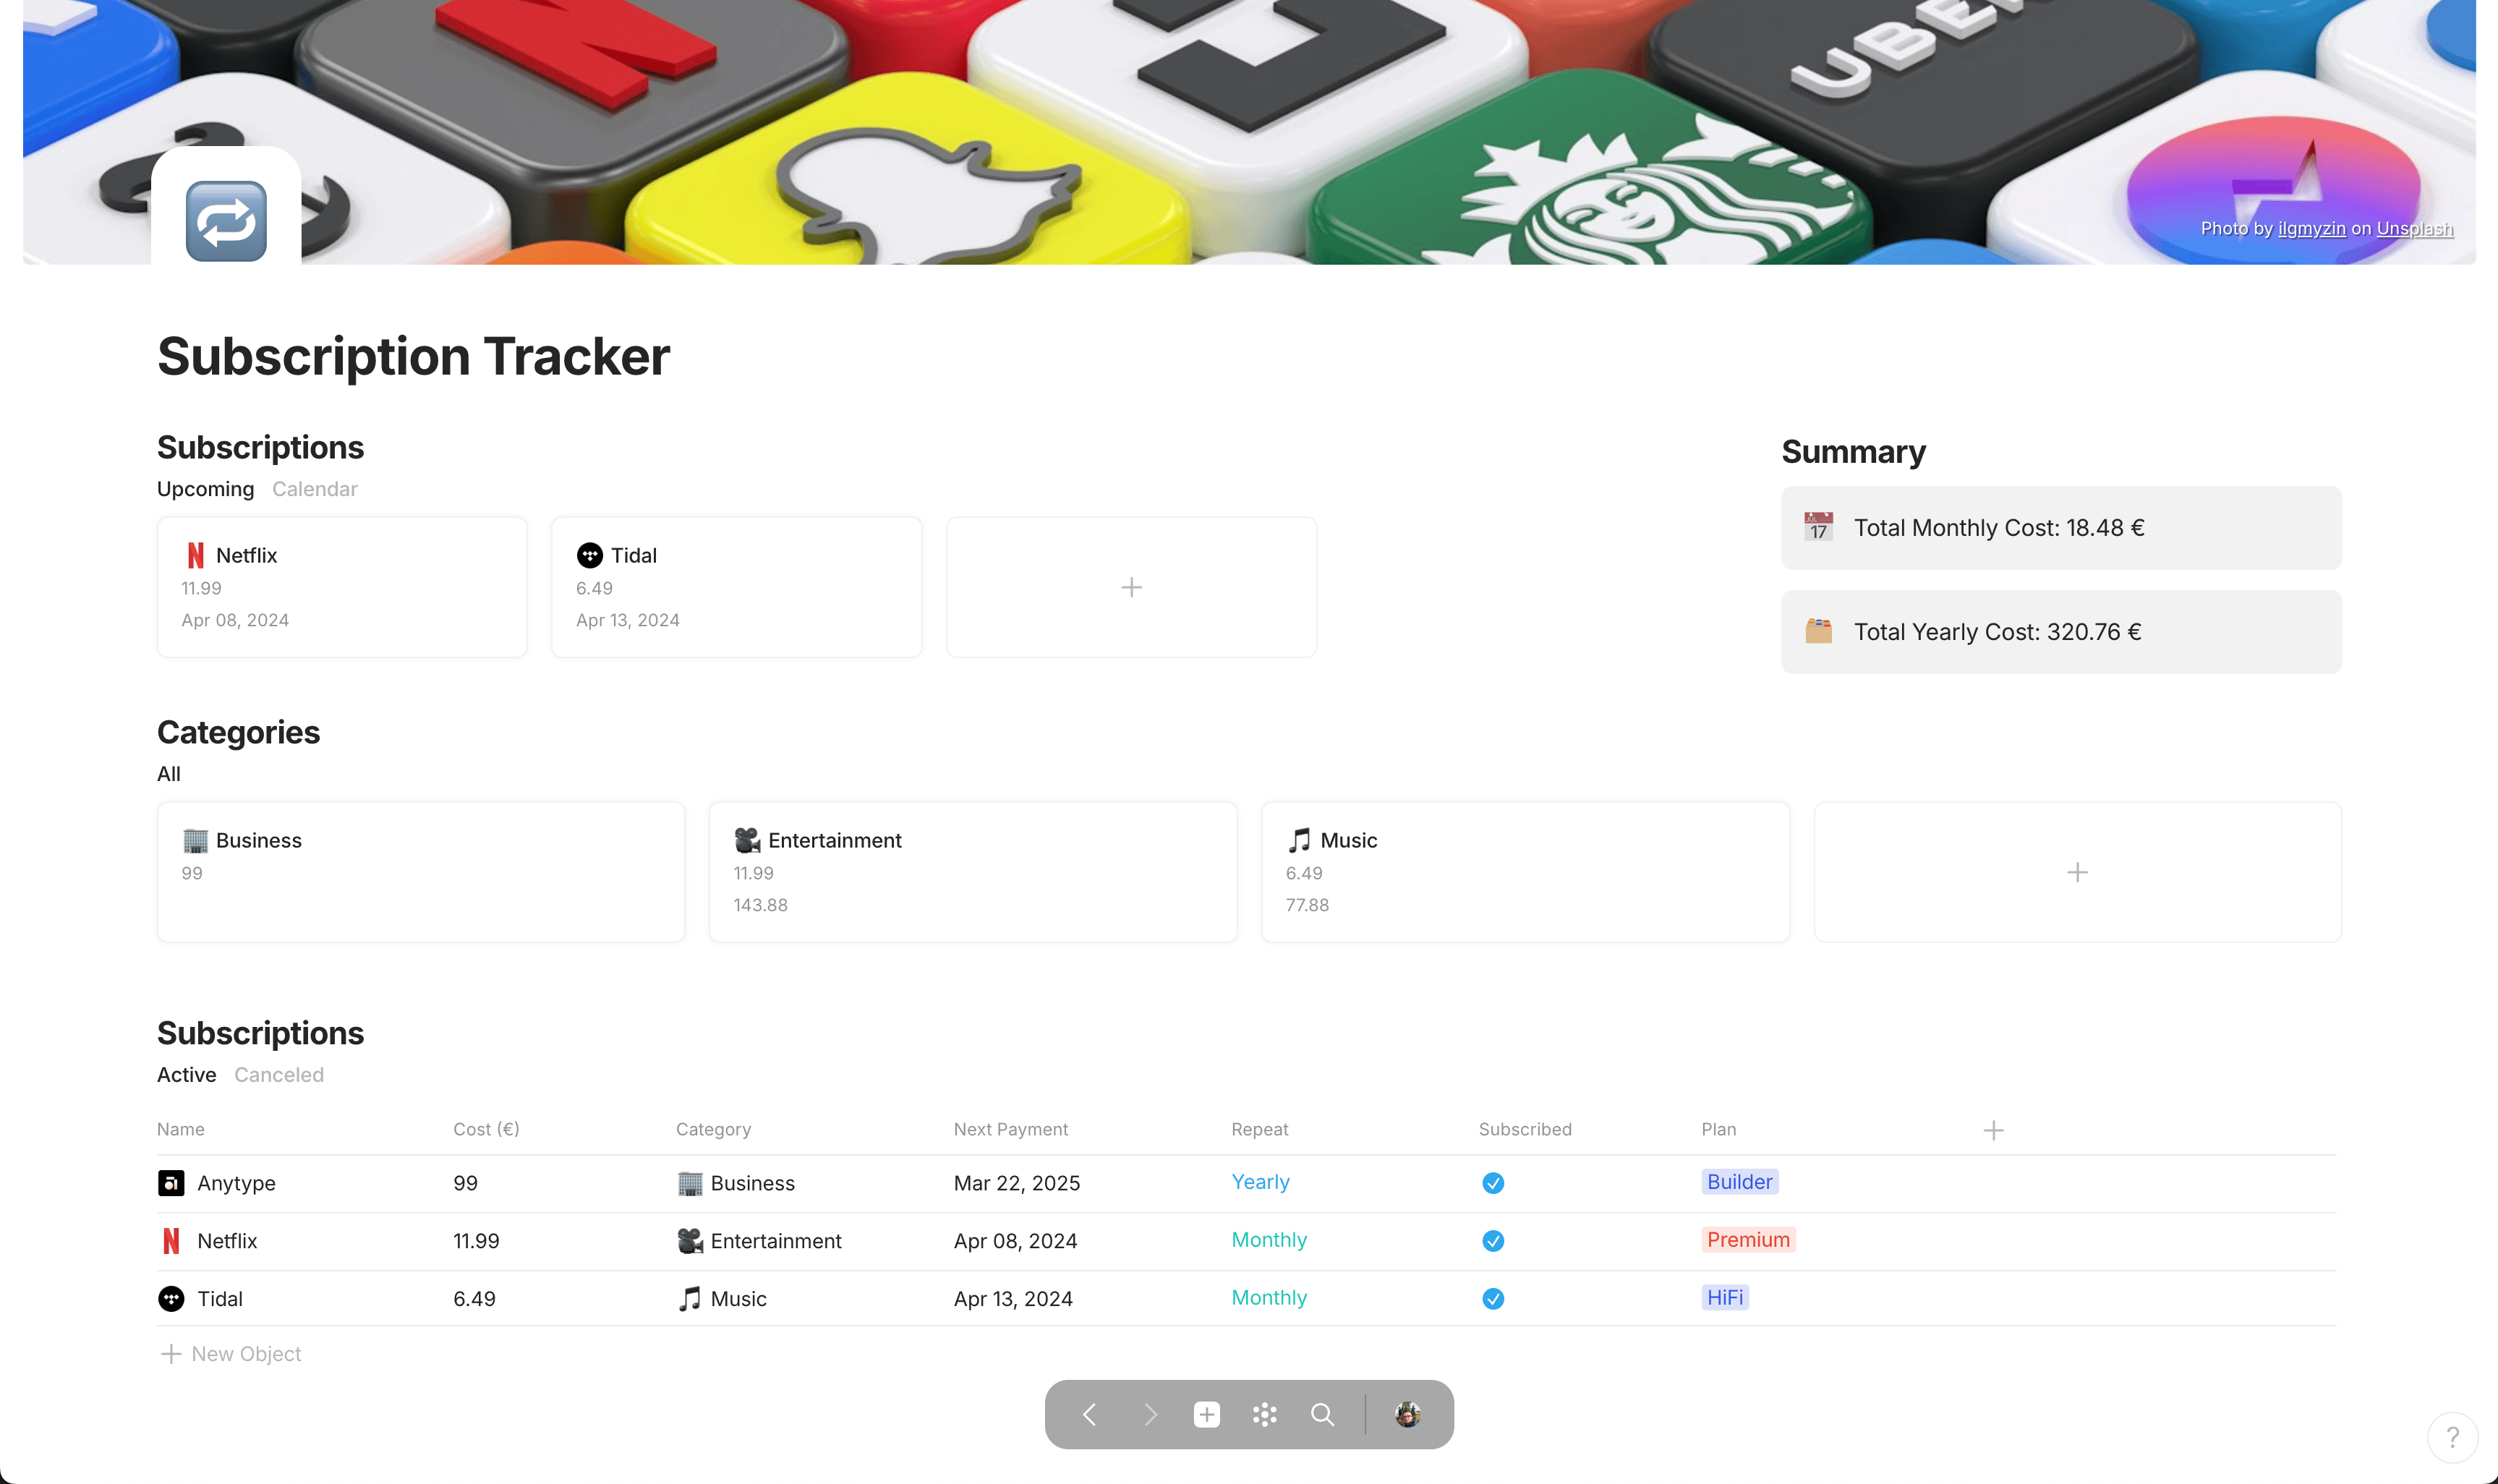 UBER
Photo by ilgmyzin on Unsplash
Subscription Tracker
Subscriptions
Upcoming Calendar
Netflix
11.99
Apr 08, 2024
Tidal
6.49
Apr 13, 2024
Summary
JUL
17
Total Monthly Cost: 18.48 €
Total Yearly Cost: 320.76 €
Categories
All
Business
99
Entertainment
11.99
143.88
Music
6.49
77.88
Subscriptions
Active Canceled
Name Cost (€) Category Next Payment Repeat Subscribed Plan
Anytype 99 Business Mar 22, 2025 Yearly Builder
Netflix 11.99 Entertainment Apr 08, 2024 Monthly Premium
Tidal 6.49 Music Apr 13, 2024 Monthly HiFi
New Object
?